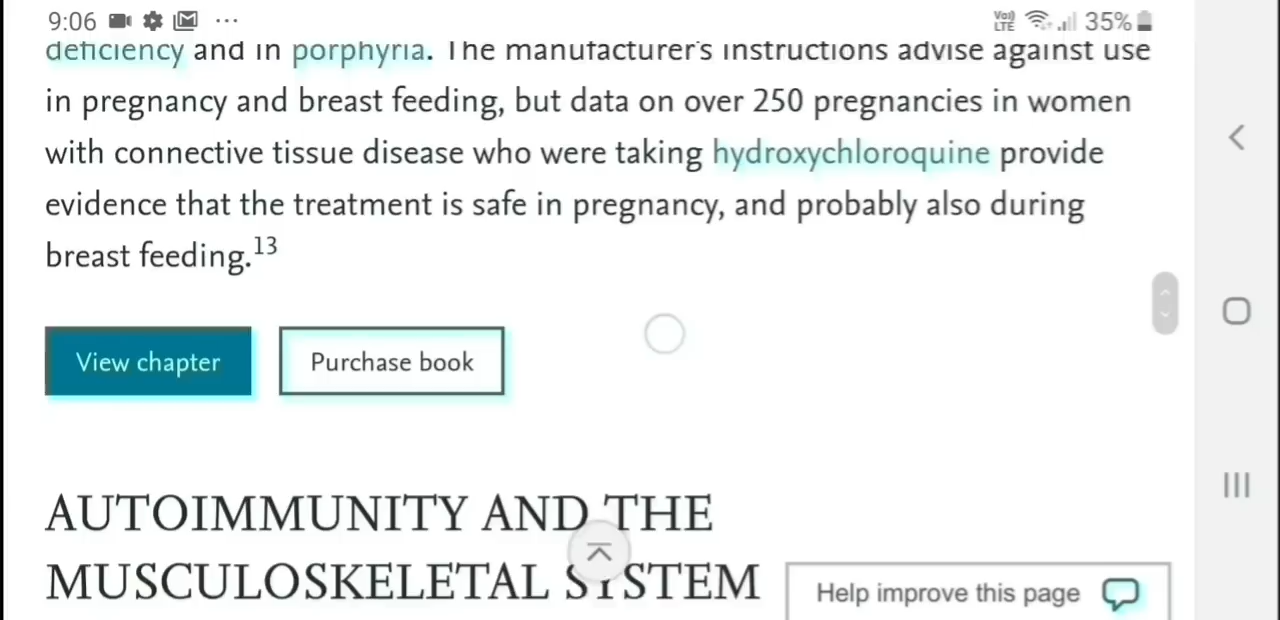 9:06 ... Vo)) LTE 35%
deficiency and in porphyria. The manufacturer's instructions advise against use
in pregnancy and breast feeding, but data on over 250 pregnancies in women
with connective tissue disease who were taking hydroxychloroquine provide
evidence that the treatment is safe in pregnancy, and probably also during
breast feeding.13
View chapter Purchase book
AUTOIMMUNITY AND THE
MUSCULOSKELETAL SYSTEM
Help improve this page